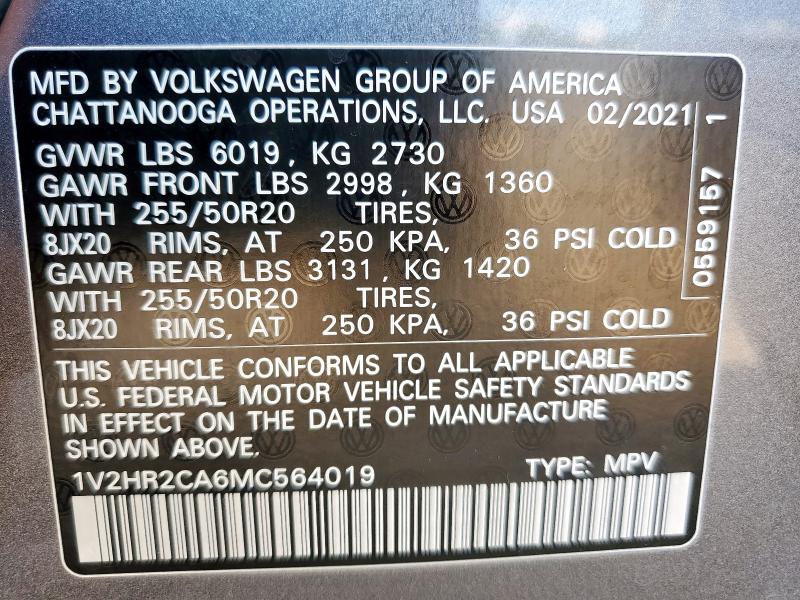 MFD BY VOLKSWAGEN GROUP OF AMERICA
CHATTANOOGA OPERATIONS, LLC. USA 02/2021
GVWR LBS 6019, KG 2730
GAWR FRONT LBS 2998, KG 1360
WITH 255/50R20 TIRES,
8JX20 RIMS, AT 250 KPA, 36 PSI COLD
GAWR REAR LBS 3131, KG 1420
WITH 255/50R20 TIRES,
8JX20 RIMS, AT 250 KPA, 36 PSI COLD
0559157 1
THIS VEHICLE CONFORMS TO ALL APPLICABLE
U.S. FEDERAL MOTOR VEHICLE SAFETY STANDARDS
IN EFFECT ON THE DATE OF MANUFACTURE
SHOWN ABOVE.
1V2HR2CA6MC564019 TYPE: MPV